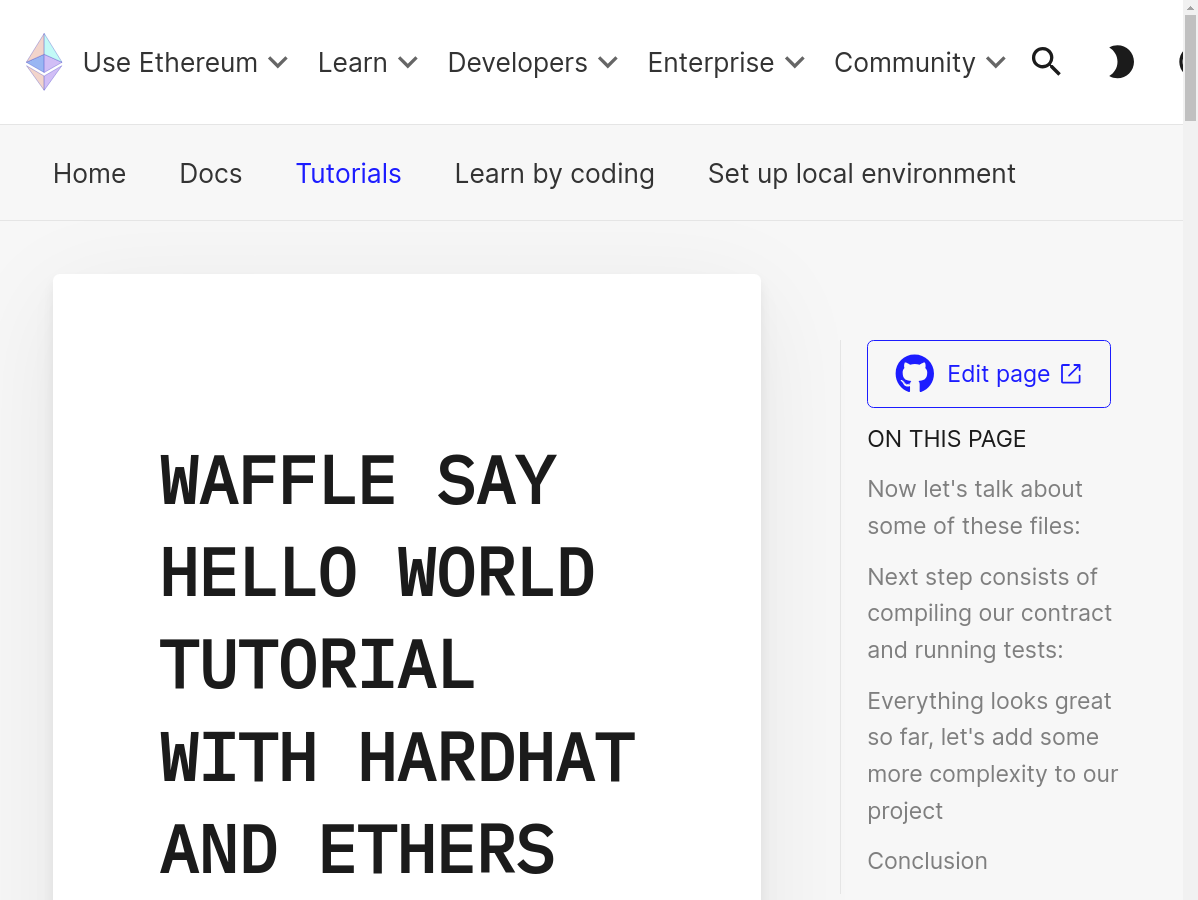 Use Ethereum Learn Developers Enterprise Community
Home Docs Tutorials Learn by coding Set up local environment
WAFFLE SAY
HELLO WORLD
TUTORIAL
WITH HARDHAT
AND ETHERS
Edit page
ON THIS PAGE
Now let's talk about
some of these files:
Next step consists of
compiling our contract
and running tests:
Everything looks great
so far, let's add some
more complexity to our
project
Conclusion